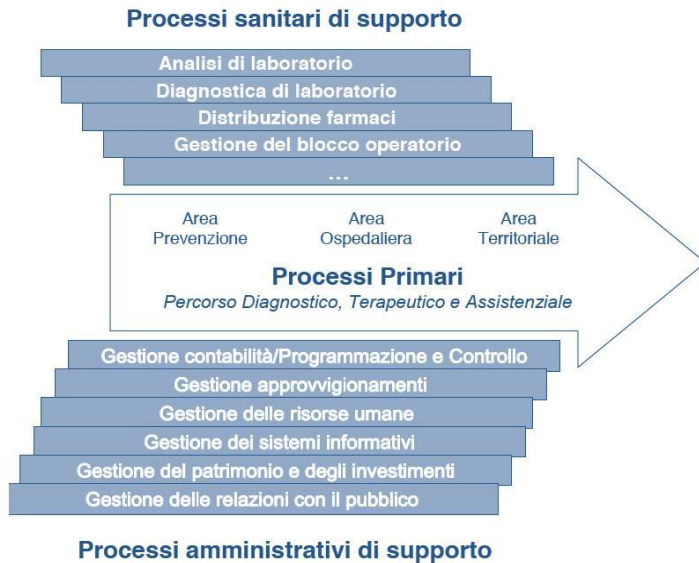 Processi sanitari di supporto
Analisi di laboratorio
Diagnostica di laboratorio
Distribuzione farmaci
Gestione del blocco operatorio
...
Area Prevenzione
Area Ospedaliera
Area Territoriale
Processi Primari
Percorso Diagnostico, Terapeutico e Assistenziale
Gestione contabilità/Programmazione e Controllo
Gestione approvvigionamenti
Gestione delle risorse umane
Gestione dei sistemi informativi
Gestione del patrimonio e degli investimenti
Gestione delle relazioni con il pubblico
Processi amministrativi di supporto